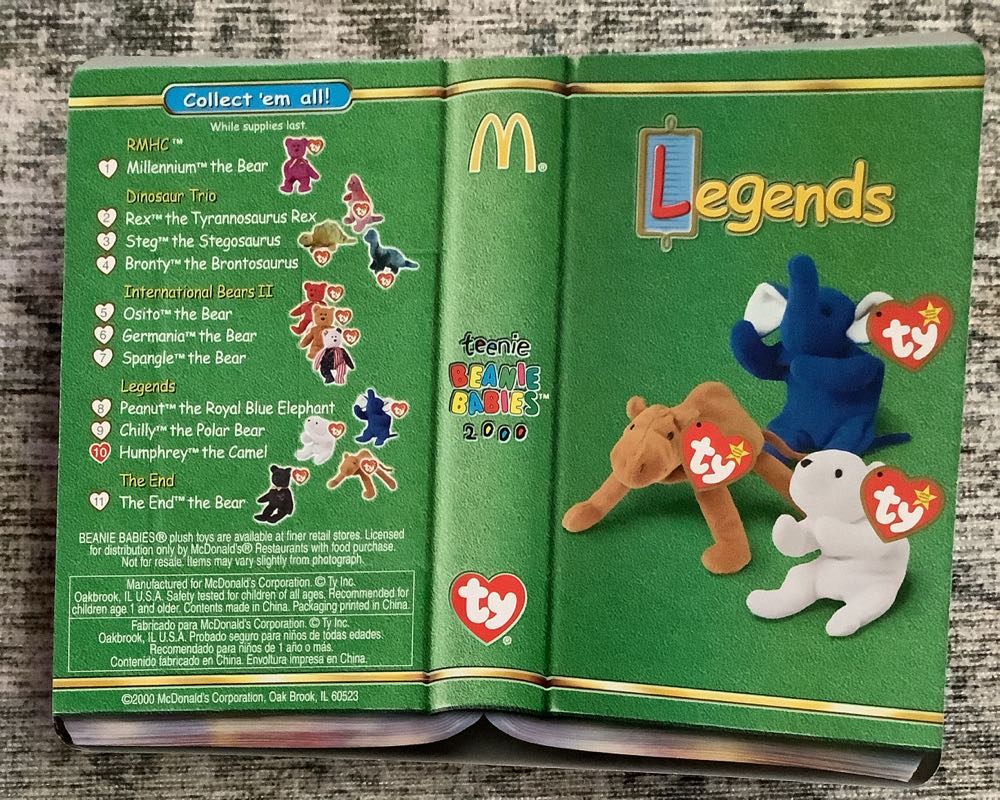 Collect 'em all!
While supplies last.
RMHC™
1 Millennium™ the Bear
Dinosaur Trio
2 Rex™ the Tyrannosaurus Rex
3 Steg™ the Stegosaurus
4 Bronty™ the Brontosaurus
International Bears II
5 Osito™ the Bear
6 Germania™ the Bear
7 Spangle™ the Bear
Legends
8 Peanut™ the Royal Blue Elephant
9 Chilly™ the Polar Bear
10 Humphrey™ the Camel
The End
11 The End™ the Bear
BEANIE BABIES® plush toys are available at finer retail stores. Licensed
for distribution only by McDonald's® Restaurants with food purchase.
Not for resale. Items may vary slightly from photograph.
Manufactured for McDonald's Corporation. © Ty Inc.
Oakbrook, IL U.S.A. Safety tested for children of all ages. Recommended for
children age 1 and older. Contents made in China. Packaging printed in China.
Fabricado para McDonald's Corporation. © Ty Inc.
Oakbrook, IL U.S.A. Probado seguro para niños de todas edades.
Recomendado para niños de 1 año o más.
Contenido fabricado en China. Envoltura impresa en China.
©2000 McDonald's Corporation, Oak Brook, IL 60523
M®
teenie
BEANIE
BABIES™
2000
ty®
Legends
ty
ty
ty